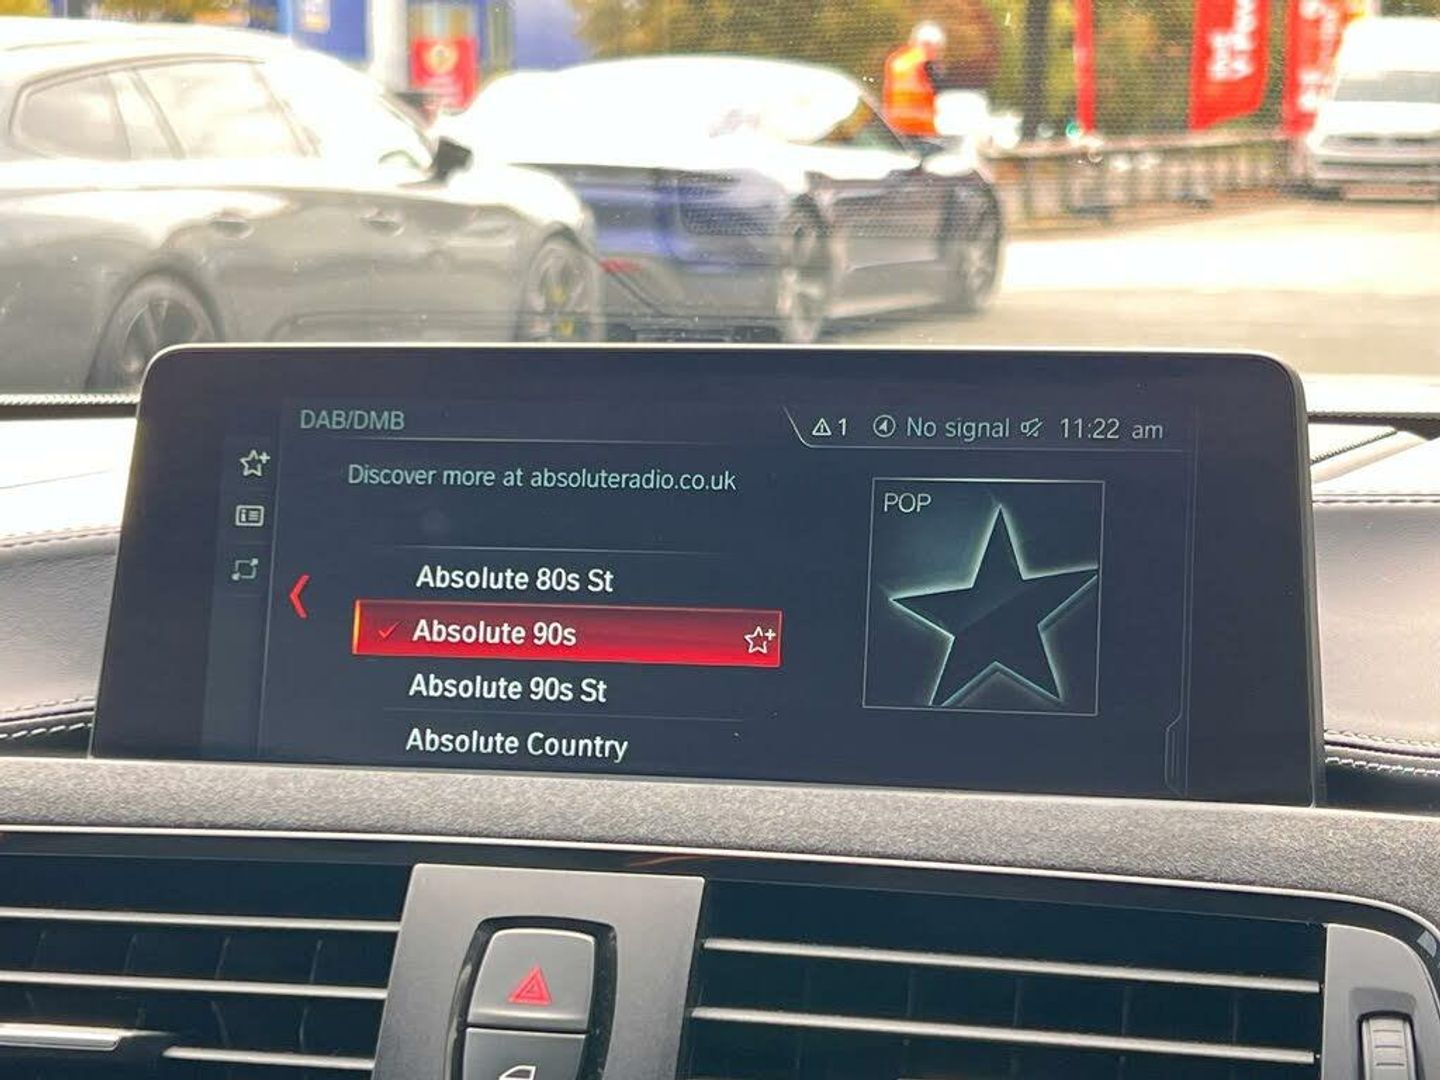 DAB/DMB
1 No signal 11:22 am
Discover more at absoluteradio.co.uk
POP
Absolute 80s St
Absolute 90s
Absolute 90s St
Absolute Country